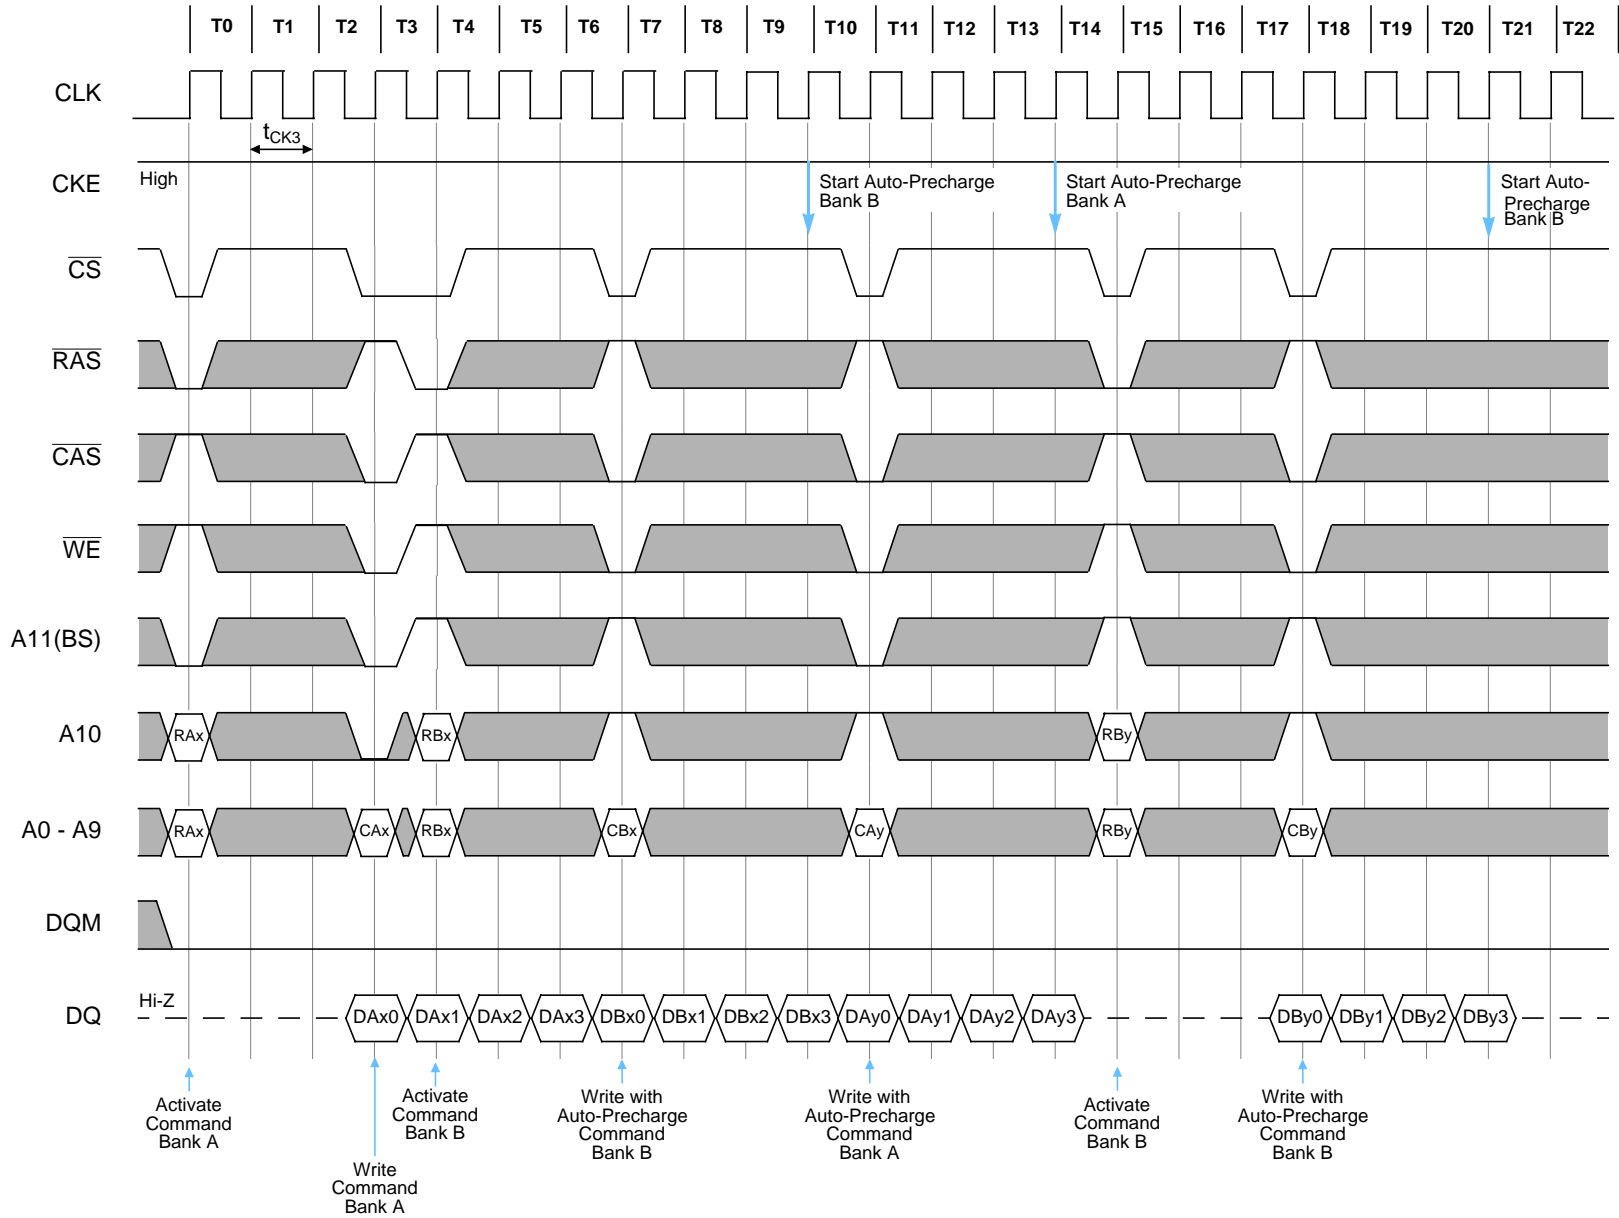 T0 T1 T2 T3 T4 T5 T6 T7 T8 T9 T10 T11 T12 T13 T14 T15 T16 T17 T18 T19 T20 T21 T22
CLK
tCK3
CKE
High
Start Auto-Precharge
Bank B
Start Auto-Precharge
Bank A
Start Auto-
Precharge
Bank B
CS
RAS
CAS
WE
A11(BS)
A10
RAx RBx RBy
A0 - A9
RAx CAx RBx CBx CAy RBy CBy
DQM
DQ
Hi-Z
DAx0 DAx1 DAx2 DAx3 DBx0 DBx1 DBx2 DBx3 DAy0 DAy1 DAy2 DAy3 DBy0 DBy1 DBy2 DBy3
Activate
Command
Bank A
Write
Command
Bank A
Activate
Command
Bank B
Write with
Auto-Precharge
Command
Bank B
Write with
Auto-Precharge
Command
Bank A
Activate
Command
Bank B
Write with
Auto-Precharge
Command
Bank B